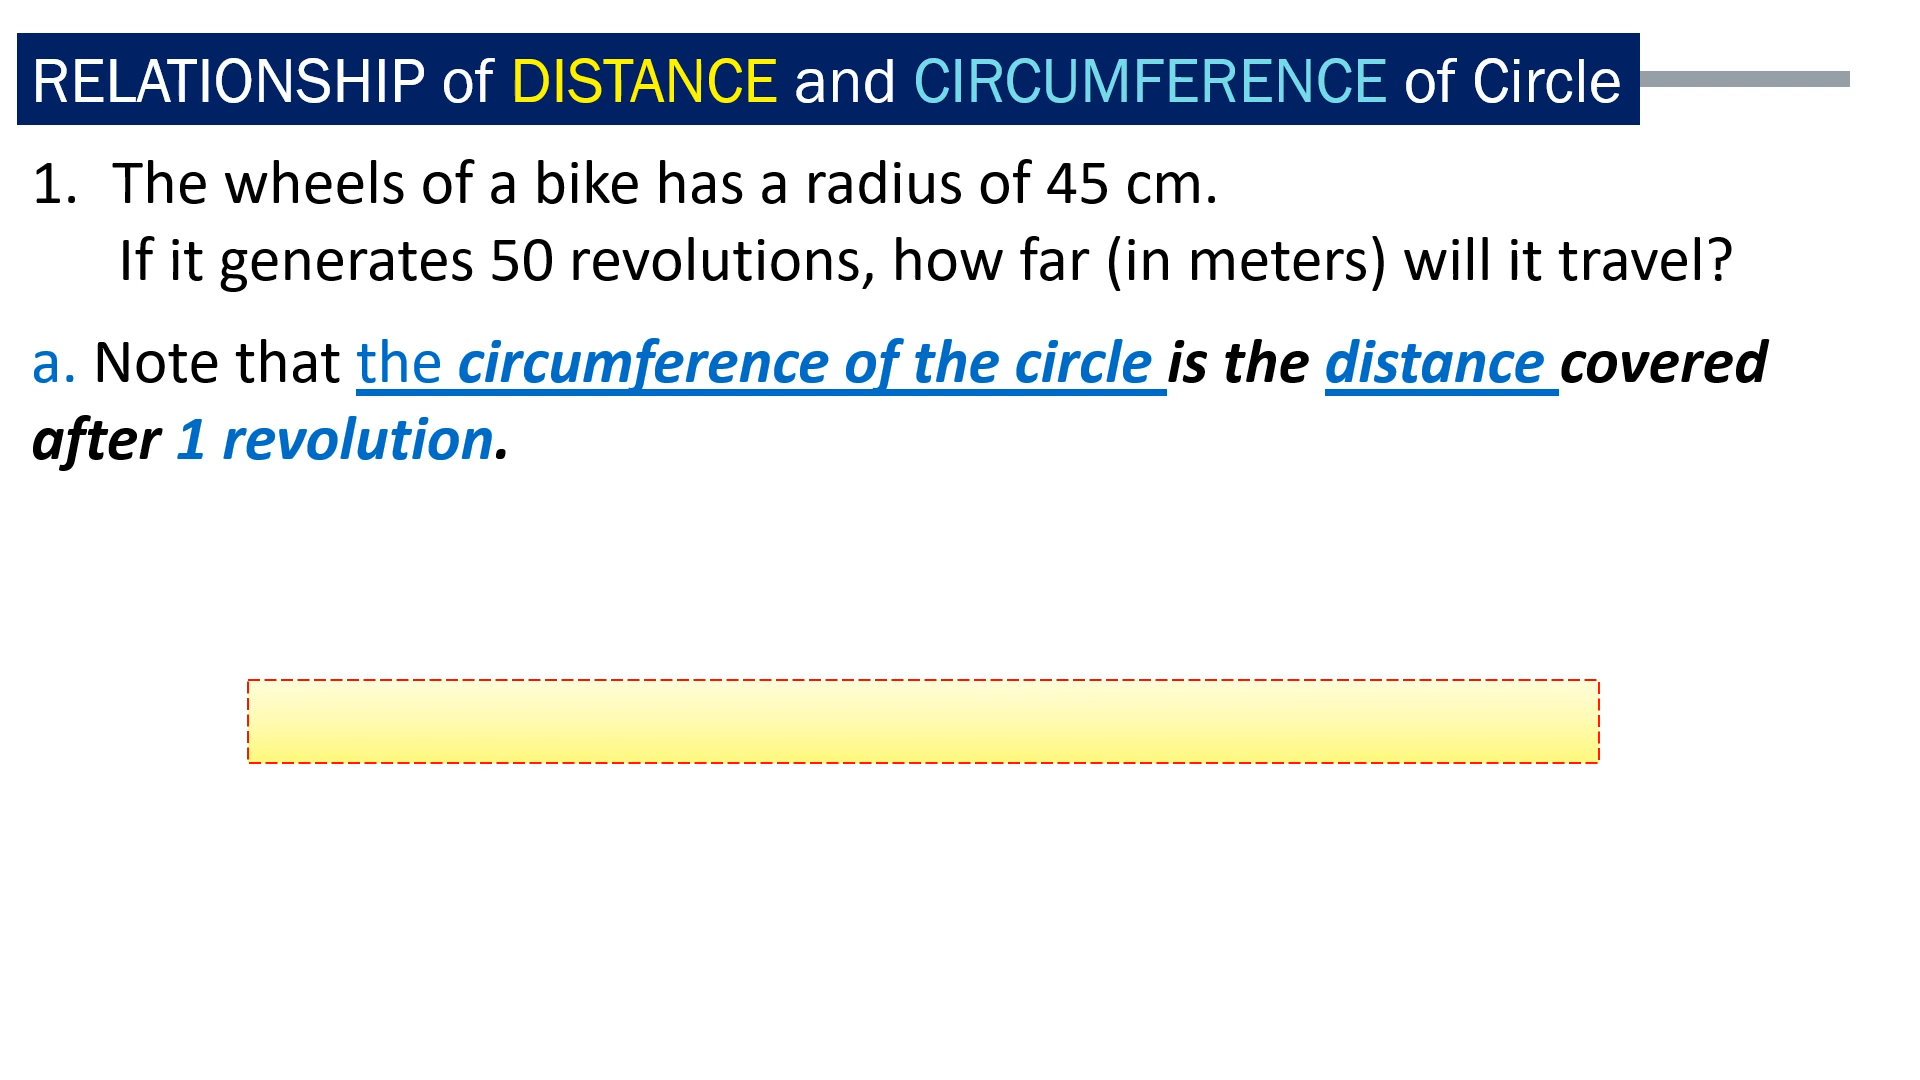 RELATIONSHIP of DISTANCE and CIRCUMFERENCE of Circle
1. The wheels of a bike has a radius of 45 cm.
If it generates 50 revolutions, how far (in meters) will it travel?
a. Note that the circumference of the circle is the distance covered
after 1 revolution.